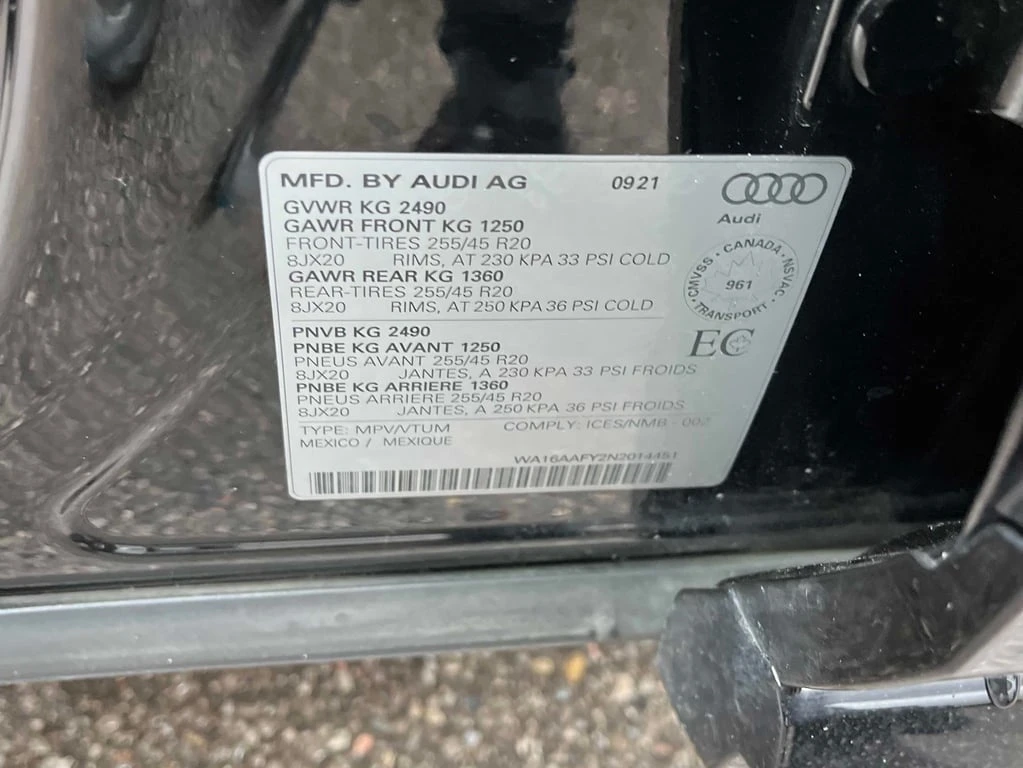 MFD. BY AUDI AG 0921
Audi
GVWR KG 2490
GAWR FRONT KG 1250
FRONT-TIRES 255/45 R20
8JX20 RIMS, AT 230 KPA 33 PSI COLD
GAWR REAR KG 1360
REAR-TIRES 255/45 R20
8JX20 RIMS, AT 250 KPA 36 PSI COLD
CANADA · NSVAC · TRANSPORT · CMVSS ·
961
EC
PNVB KG 2490
PNBE KG AVANT 1250
PNEUS AVANT 255/45 R20
8JX20 JANTES, A 230 KPA 33 PSI FROIDS
PNBE KG ARRIERE 1360
PNEUS ARRIERE 255/45 R20
8JX20 JANTES, A 250 KPA 36 PSI FROIDS
TYPE: MPV/VTUM COMPLY: ICES/NMB - 002
MEXICO / MEXIQUE
WA16AAFY2N2014451